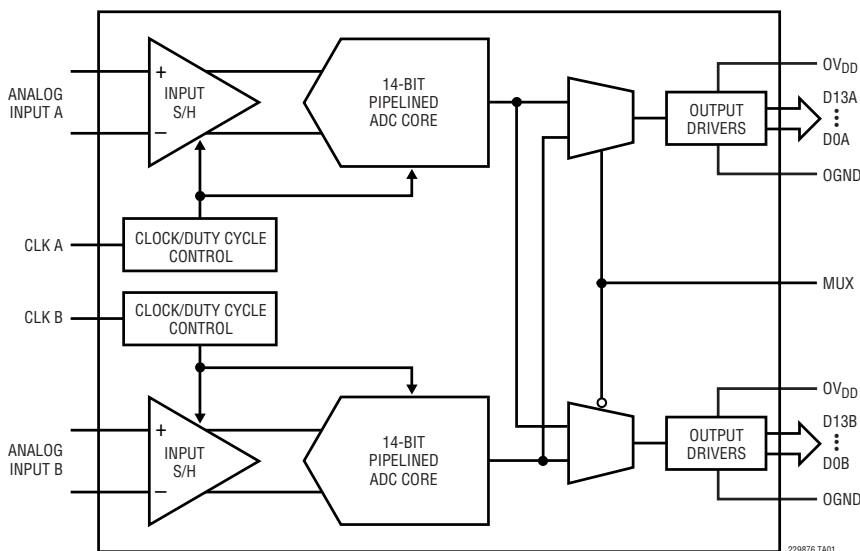 ANALOG
INPUT A
+
−
INPUT
S/H
14-BIT
PIPELINED
ADC CORE
OUTPUT
DRIVERS
OVDD
D13A
D0A
OGND
CLK A
CLOCK/DUTY CYCLE
CONTROL
MUX
CLK B
CLOCK/DUTY CYCLE
CONTROL
ANALOG
INPUT B
+
−
INPUT
S/H
14-BIT
PIPELINED
ADC CORE
OUTPUT
DRIVERS
OVDD
D13B
D0B
OGND
229876 TA01